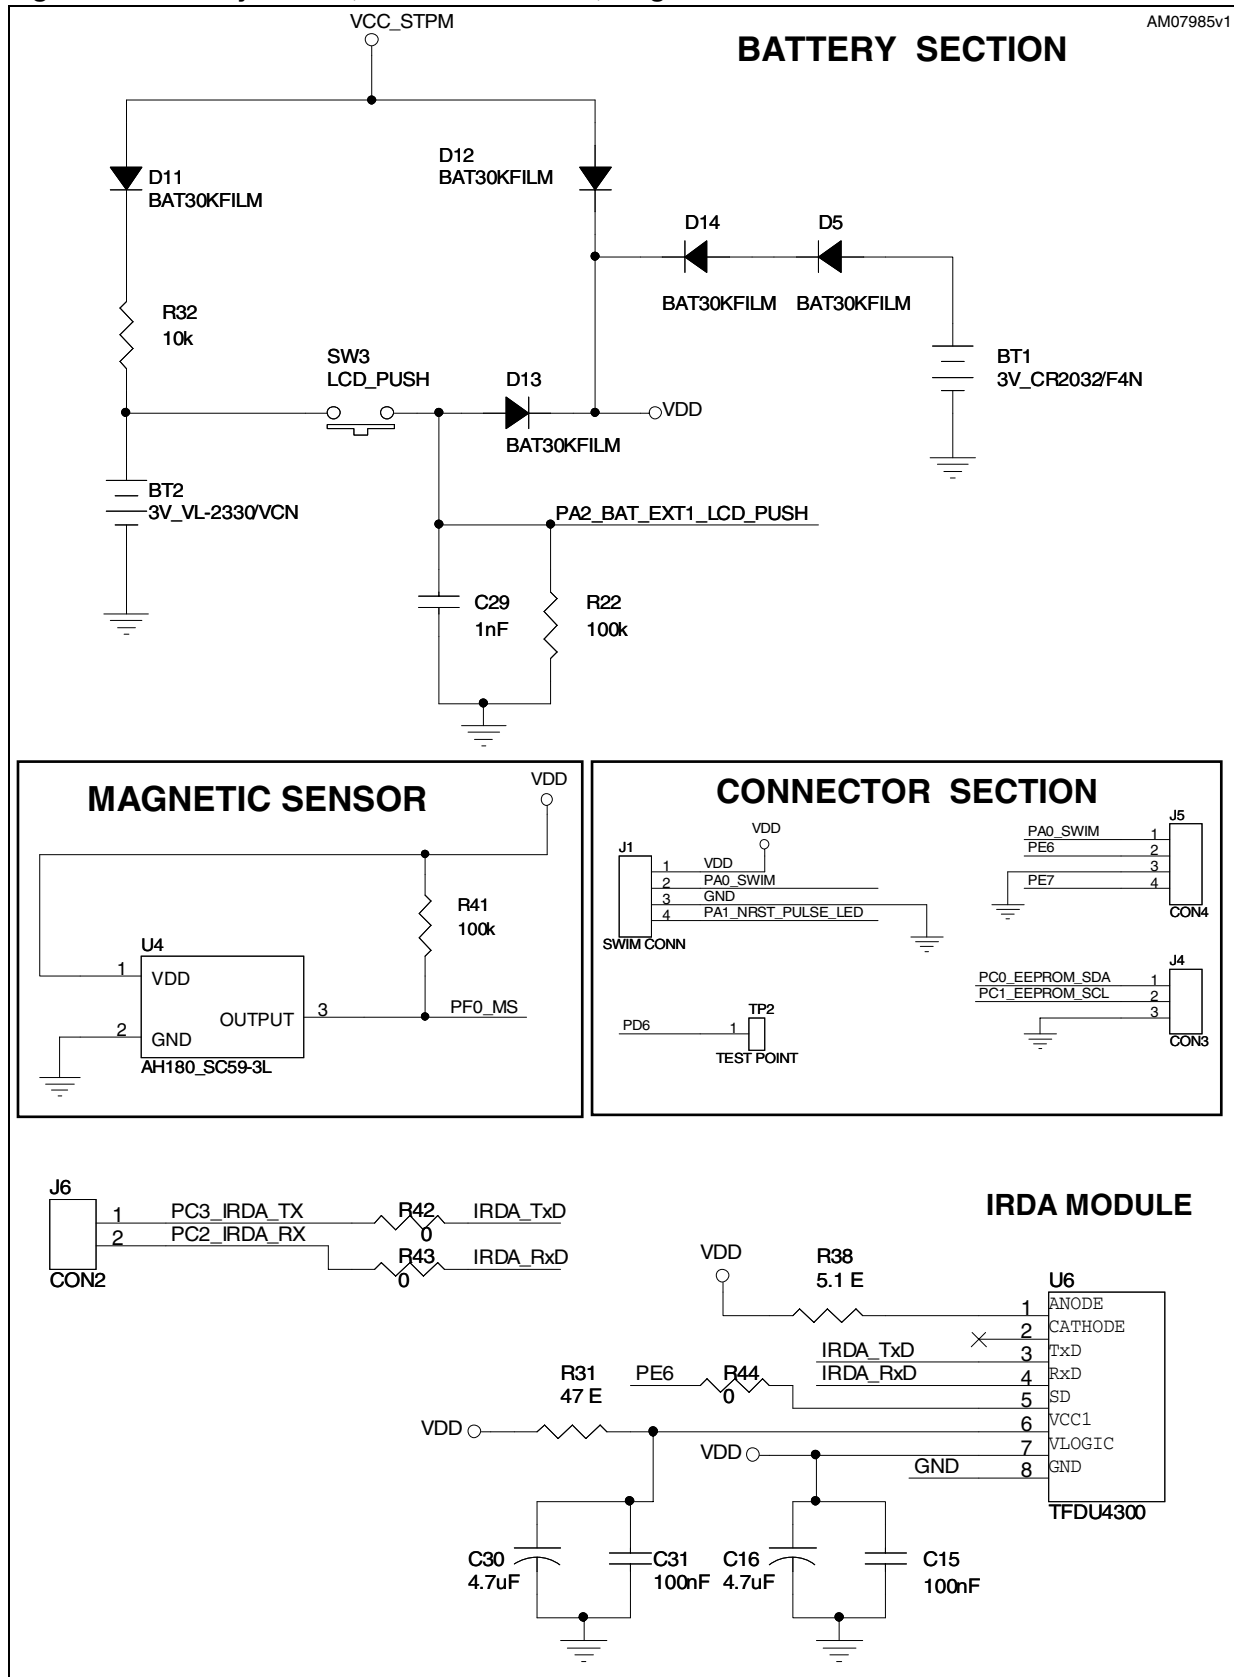 VCC_STPM
AM07985v1
BATTERY SECTION
D11
BAT30KFILM
D12
BAT30KFILM
D14
BAT30KFILM
D5
BAT30KFILM
R32
10k
SW3
LCD_PUSH
D13
BAT30KFILM
VDD
BT1
3V_CR2032/F4N
BT2
3V_VL-2330/VCN
PA2_BAT_EXT1_LCD_PUSH
C29
1nF
R22
100k
MAGNETIC SENSOR
VDD
R41
100k
U4
1
VDD
2
GND
OUTPUT
3
PF0_MS
AH180_SC59-3L
CONNECTOR SECTION
J1
VDD
1
VDD
2
PA0_SWIM
3
GND
4
PA1_NRST_PULSE_LED
SWIM CONN
J5
PA0_SWIM
1
PE6
2
3
PE7
4
CON4
J4
PC0_EEPROM_SDA
1
PC1_EEPROM_SCL
2
3
CON3
PD6
1
TP2
TEST POINT
J6
1
PC3_IRDA_TX
R42
0
IRDA_TxD
2
PC2_IRDA_RX
R43
0
IRDA_RxD
CON2
IRDA MODULE
VDD
R38
5.1 E
U6
1
ANODE
2
CATHODE
IRDA_TxD
3
TxD
IRDA_RxD
4
RxD
PE6
R44
0
5
SD
R31
47 E
VDD
6
VCC1
VDD
7
VLOGIC
GND
8
GND
TFDU4300
C30
4.7uF
C31
100nF
C16
4.7uF
C15
100nF